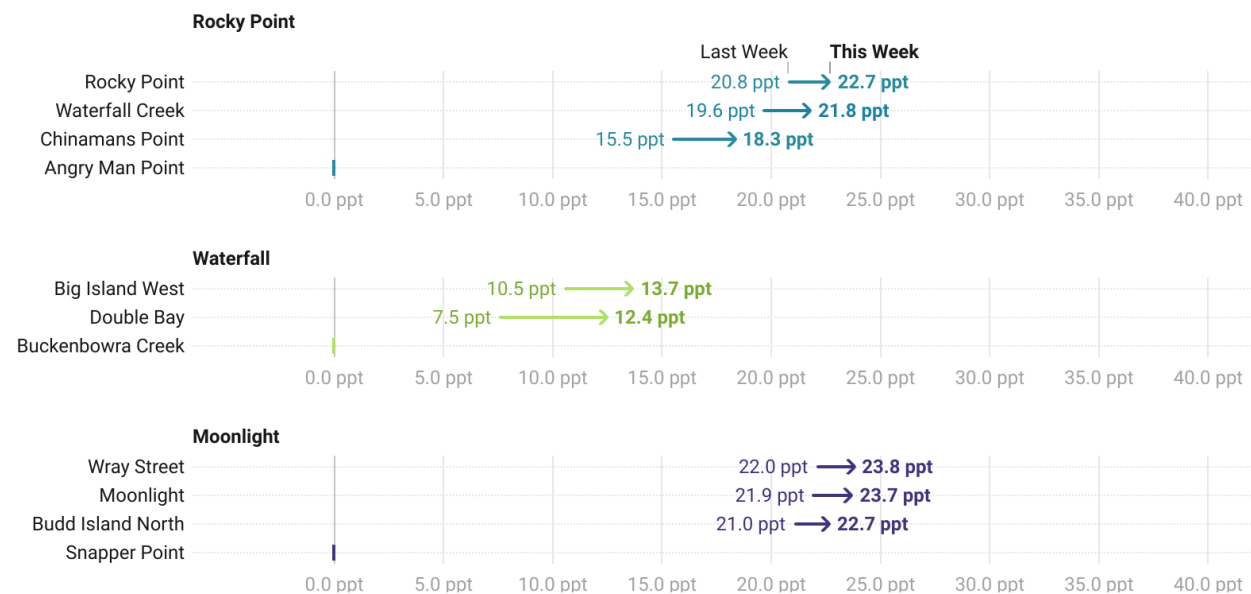 Rocky Point
Last Week This Week
Rocky Point 20.8 ppt 22.7 ppt
Waterfall Creek 19.6 ppt 21.8 ppt
Chinamans Point 15.5 ppt 18.3 ppt
Angry Man Point
0.0 ppt 5.0 ppt 10.0 ppt 15.0 ppt 20.0 ppt 25.0 ppt 30.0 ppt 35.0 ppt 40.0 ppt
Waterfall
Big Island West 10.5 ppt 13.7 ppt
Double Bay 7.5 ppt 12.4 ppt
Buckenbowra Creek
0.0 ppt 5.0 ppt 10.0 ppt 15.0 ppt 20.0 ppt 25.0 ppt 30.0 ppt 35.0 ppt 40.0 ppt
Moonlight
Wray Street 22.0 ppt 23.8 ppt
Moonlight 21.9 ppt 23.7 ppt
Budd Island North 21.0 ppt 22.7 ppt
Snapper Point
0.0 ppt 5.0 ppt 10.0 ppt 15.0 ppt 20.0 ppt 25.0 ppt 30.0 ppt 35.0 ppt 40.0 ppt